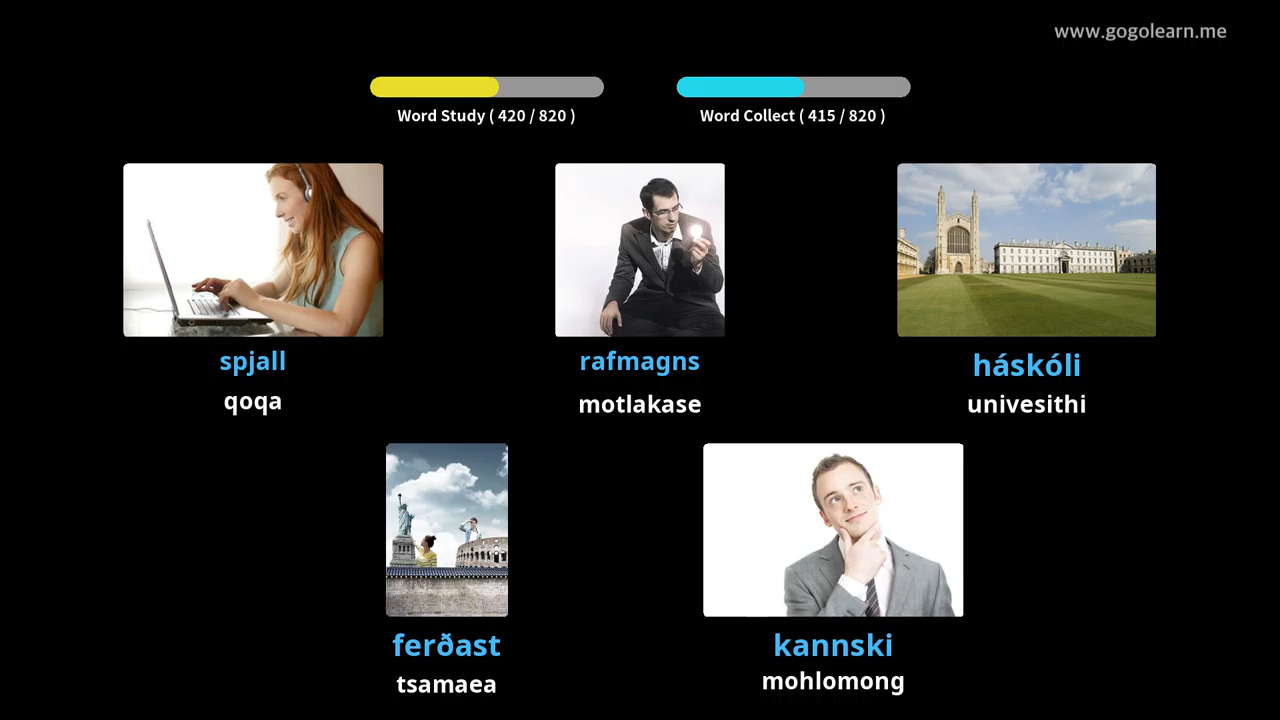 www.gogolearn.me
Word Study ( 420 / 820 )
Word Collect ( 415 / 820 )
spjall
qoqa
rafmagns
motlakase
háskóli
univesithi
ferðast
tsamaea
kannski
mohlomong